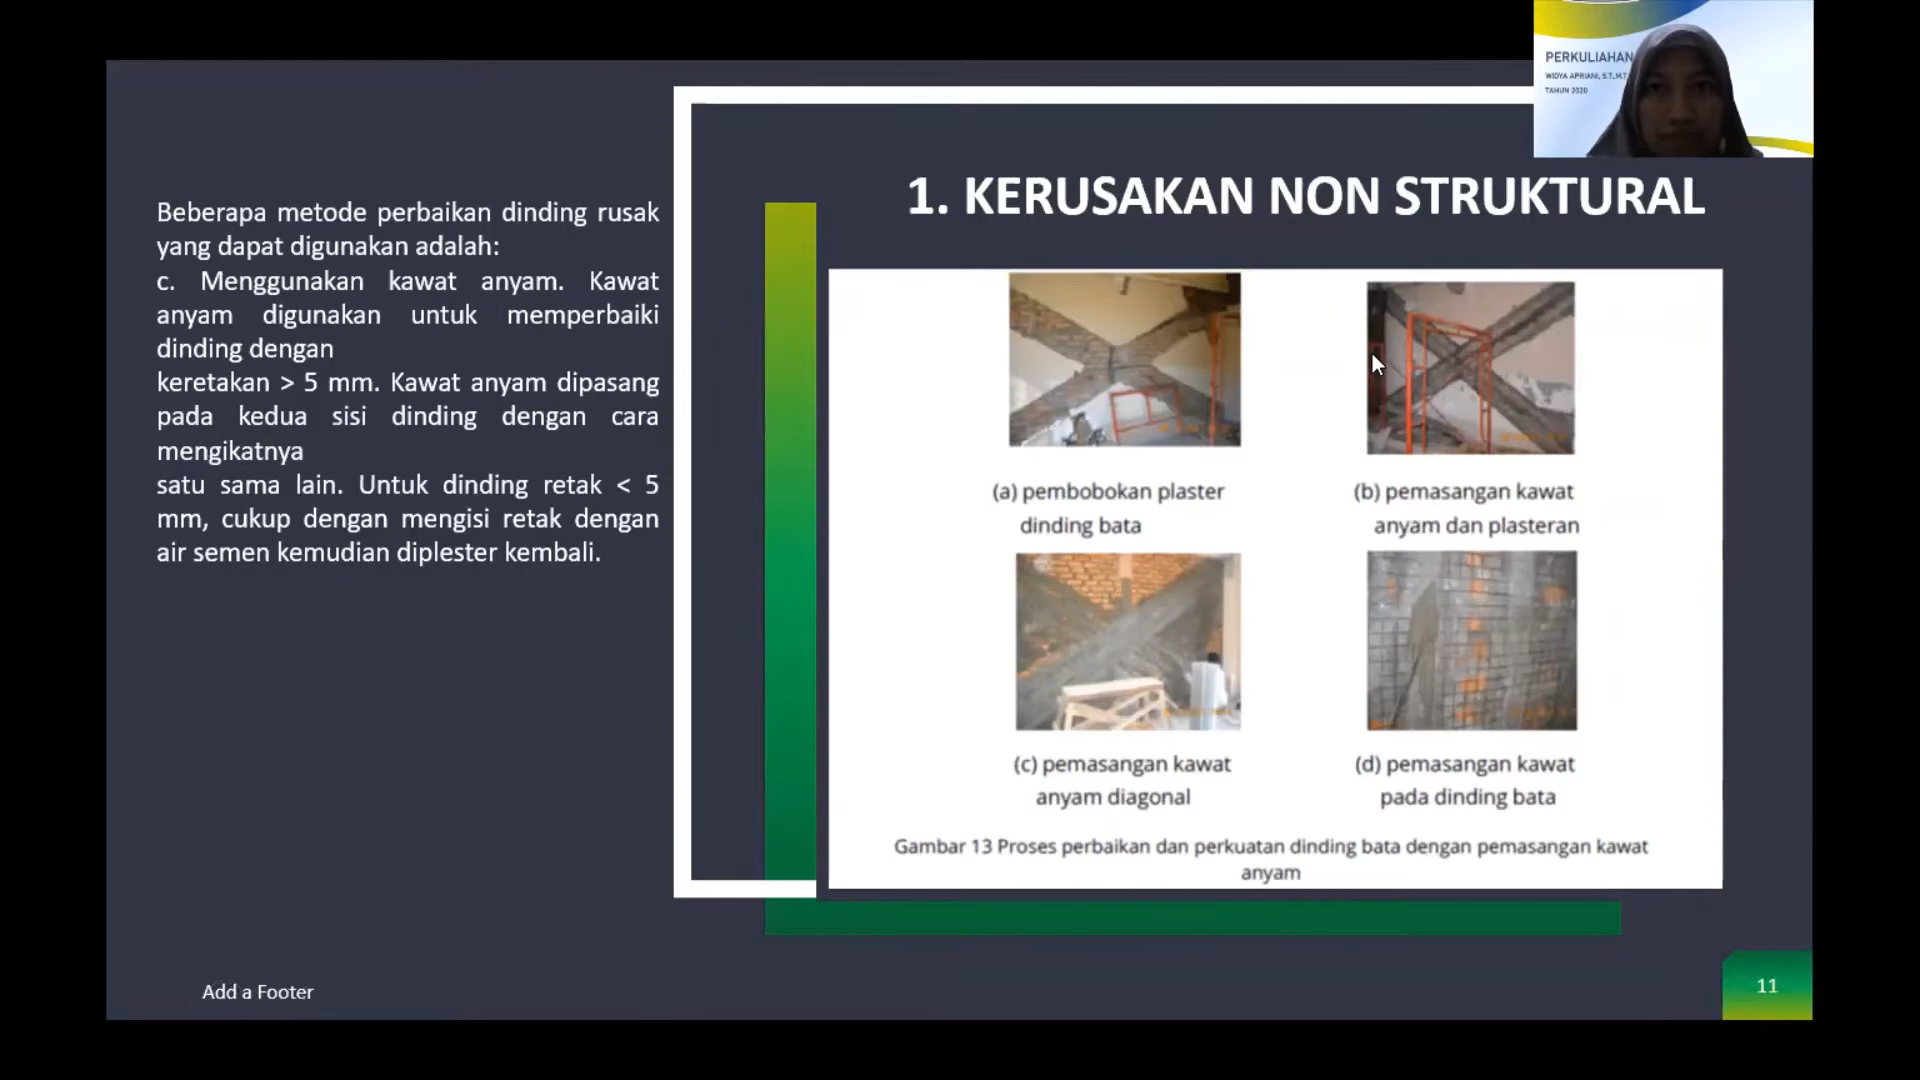 PERKULIAHAN
WIDYA APRIANI, S.T.,M.T
TAHUN 2020
1. KERUSAKAN NON STRUKTURAL
Beberapa metode perbaikan dinding rusak
yang dapat digunakan adalah:
c. Menggunakan kawat anyam. Kawat
anyam digunakan untuk memperbaiki
dinding dengan
keretakan > 5 mm. Kawat anyam dipasang
pada kedua sisi dinding dengan cara
mengikatnya
satu sama lain. Untuk dinding retak < 5
mm, cukup dengan mengisi retak dengan
air semen kemudian diplester kembali.
(a) pembobokan plaster
dinding bata
(b) pemasangan kawat
anyam dan plasteran
(c) pemasangan kawat
anyam diagonal
(d) pemasangan kawat
pada dinding bata
Gambar 13 Proses perbaikan dan perkuatan dinding bata dengan pemasangan kawat
anyam
Add a Footer
11